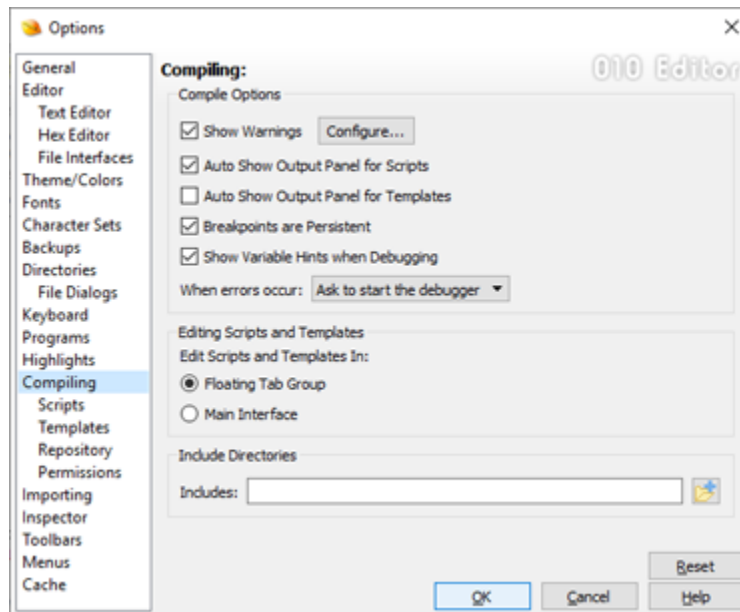 Options
General
Editor
Text Editor
Hex Editor
File Interfaces
Theme/Colors
Fonts
Character Sets
Backups
Directories
File Dialogs
Keyboard
Programs
Highlights
Compiling
Scripts
Templates
Repository
Permissions
Importing
Inspector
Toolbars
Menus
Cache
Compiling:
010 Editor
Compile Options
Show Warnings
Configure...
Auto Show Output Panel for Scripts
Auto Show Output Panel for Templates
Breakpoints are Persistent
Show Variable Hints when Debugging
When errors occur: Ask to start the debugger
Editing Scripts and Templates
Edit Scripts and Templates In:
Floating Tab Group
Main Interface
Include Directories
Includes:
Reset
OK
Cancel
Help